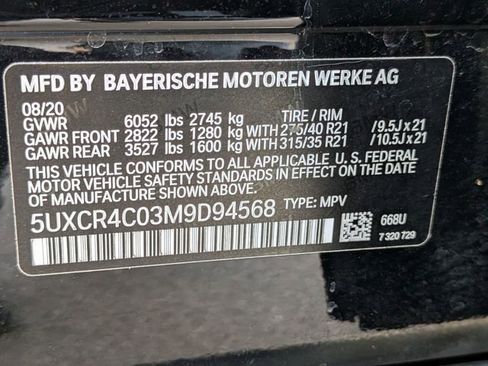 MFD BY BAYERISCHE MOTOREN WERKE AG
08/20
GVWR 6052 lbs 2745 kg TIRE / RIM
GAWR FRONT 2822 lbs 1280 kg WITH 275/40 R21 /9.5Jx21
GAWR REAR 3527 lbs 1600 kg WITH 315/35 R21 /10.5Jx21
THIS VEHICLE CONFORMS TO ALL APPLICABLE U. S. FEDERAL
MOTOR VEHICLE SAFETY STANDARDS IN EFFECT ON THE DATE
OF MANUFACTURE SHOWN ABOVE.
5UXCR4C03M9D94568 TYPE: MPV
668U
7 320 729